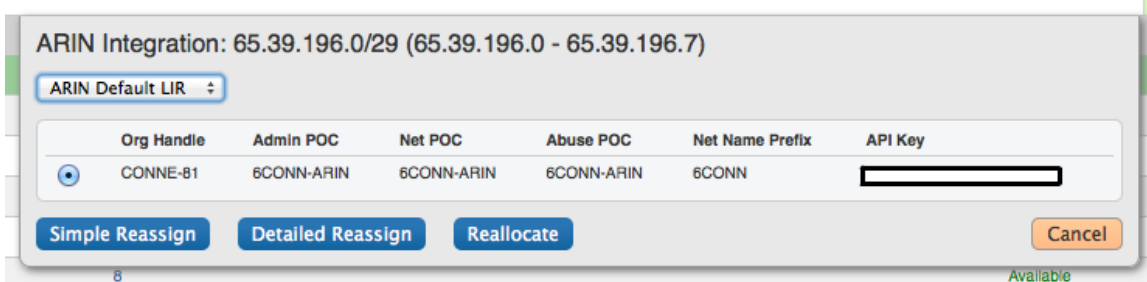 ARIN Integration: 65.39.196.0/29 (65.39.196.0 - 65.39.196.7)
ARIN Default LIR
Org Handle Admin POC Net POC Abuse POC Net Name Prefix API Key
CONNE-81 6CONN-ARIN 6CONN-ARIN 6CONN-ARIN 6CONN
Simple Reassign Detailed Reassign Reallocate Cancel
8 Available